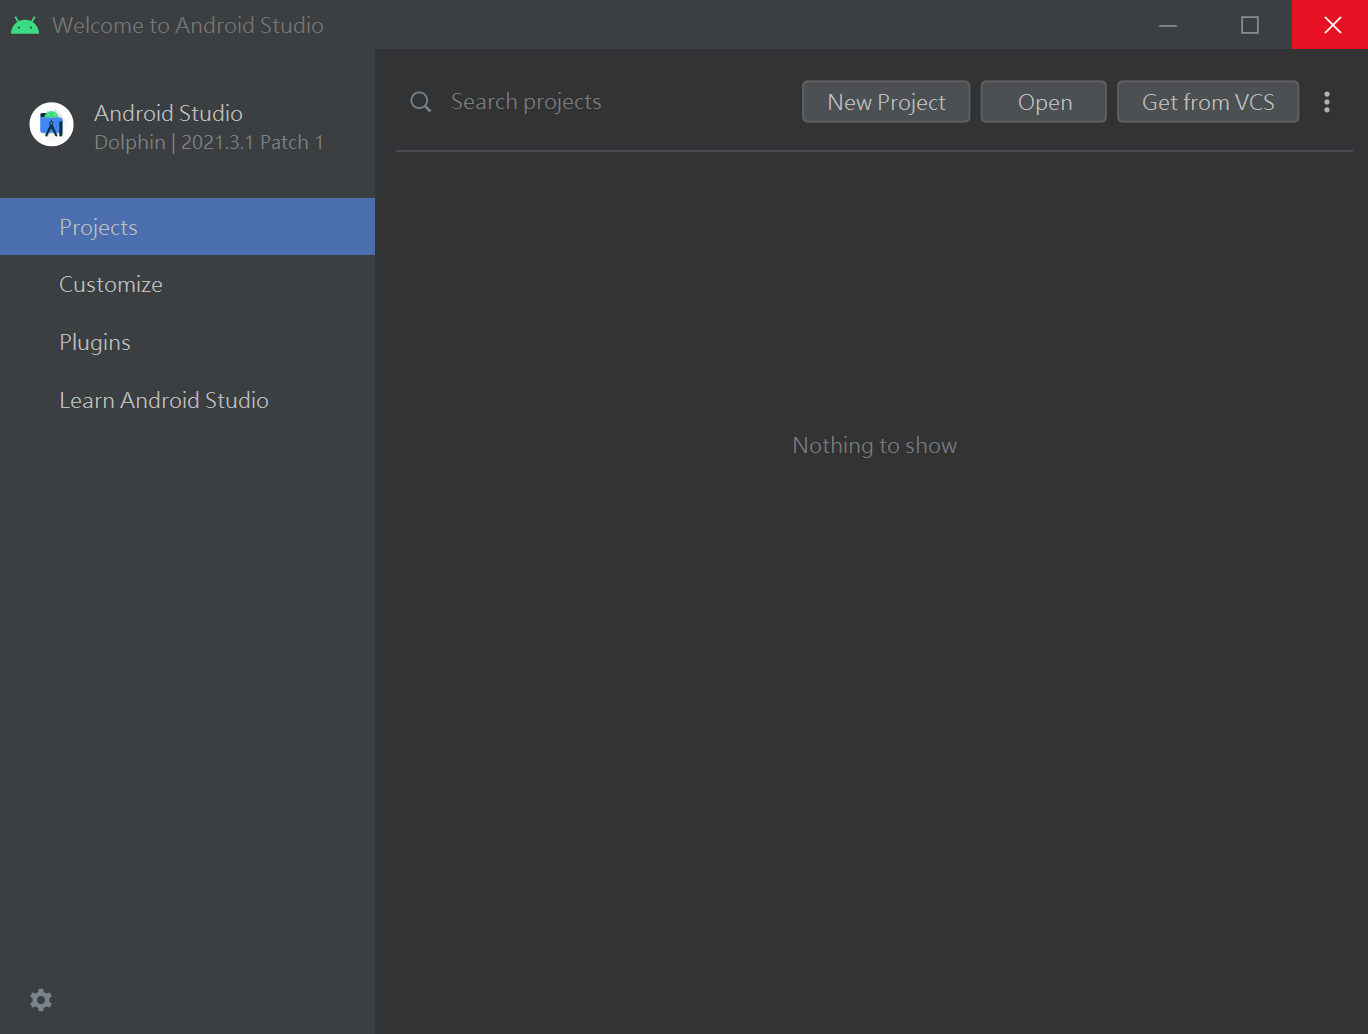 Welcome to Android Studio
Android Studio
Dolphin | 2021.3.1 Patch 1
Projects
Customize
Plugins
Learn Android Studio
Search projects
New Project
Open
Get from VCS
Nothing to show